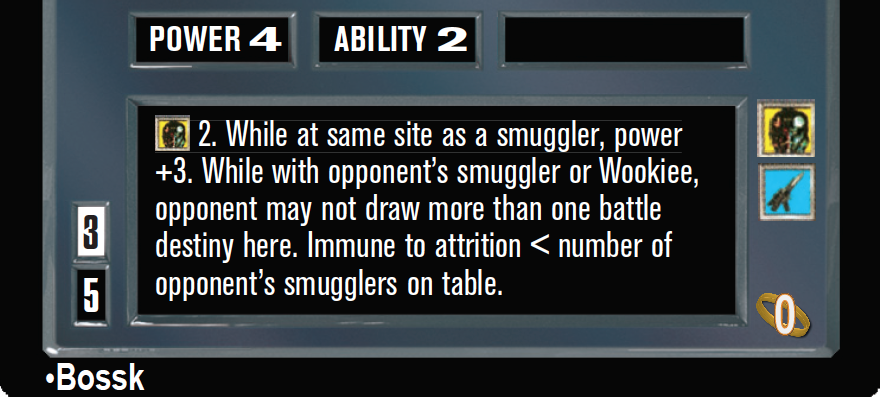 POWER 4 ABILITY 2
2. While at same site as a smuggler, power
+3. While with opponent's smuggler or Wookiee,
opponent may not draw more than one battle
destiny here. Immune to attrition < number of
opponent's smugglers on table.
3
5
0
•Bossk